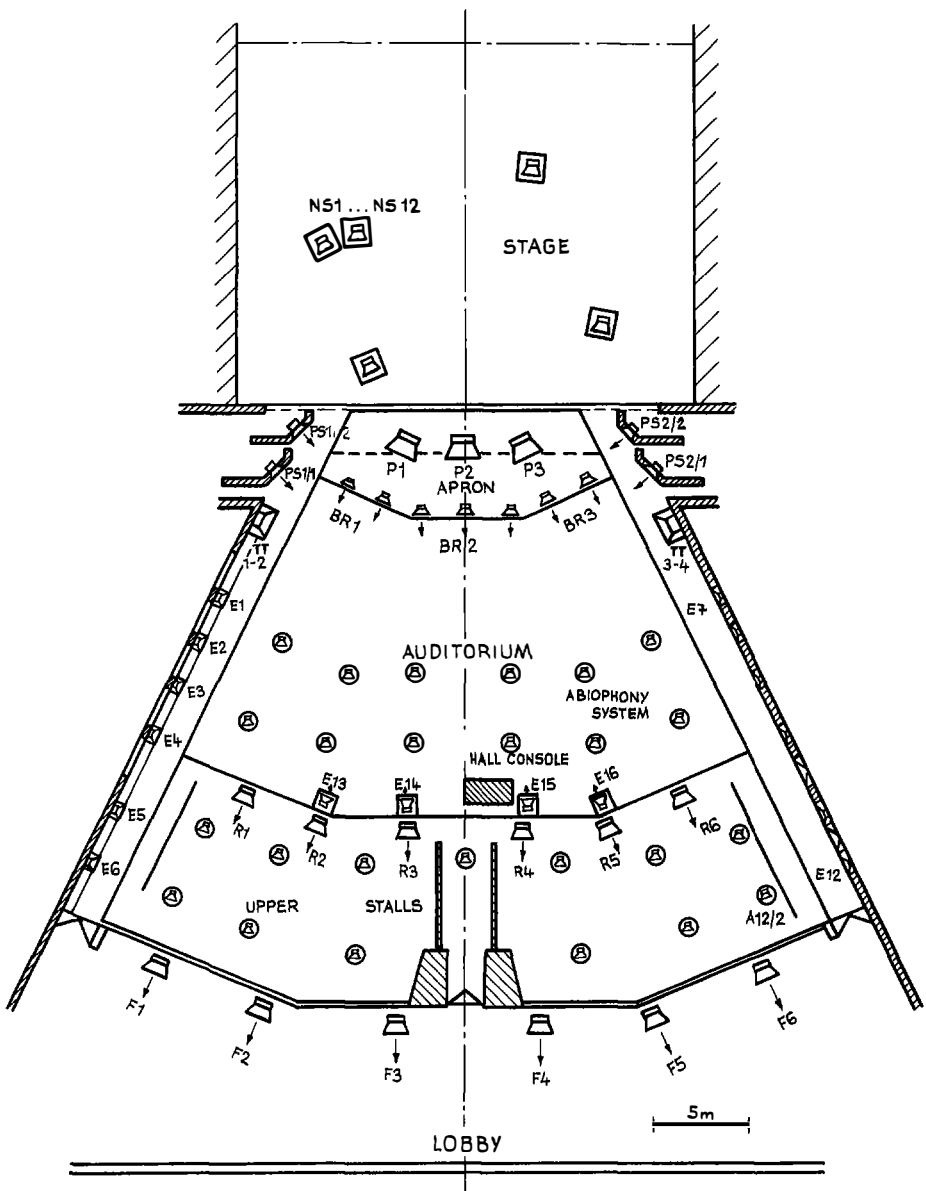 NS1 ... NS12
STAGE
PS1/2
PS2/2
PS1/1
PS2/1
P1
P2
P3
APRON
BR1
BR2
BR3
TT
1-2
TT
3-4
E1
E7
E2
AUDITORIUM
E3
ABIOPHONY
SYSTEM
E4
HALL CONSOLE
E13
E14
E15
E16
E5
R1
R2
R3
R4
R5
R6
E6
E12
UPPER
STALLS
A12/2
F1
F2
F3
F4
F5
F6
5m
LOBBY